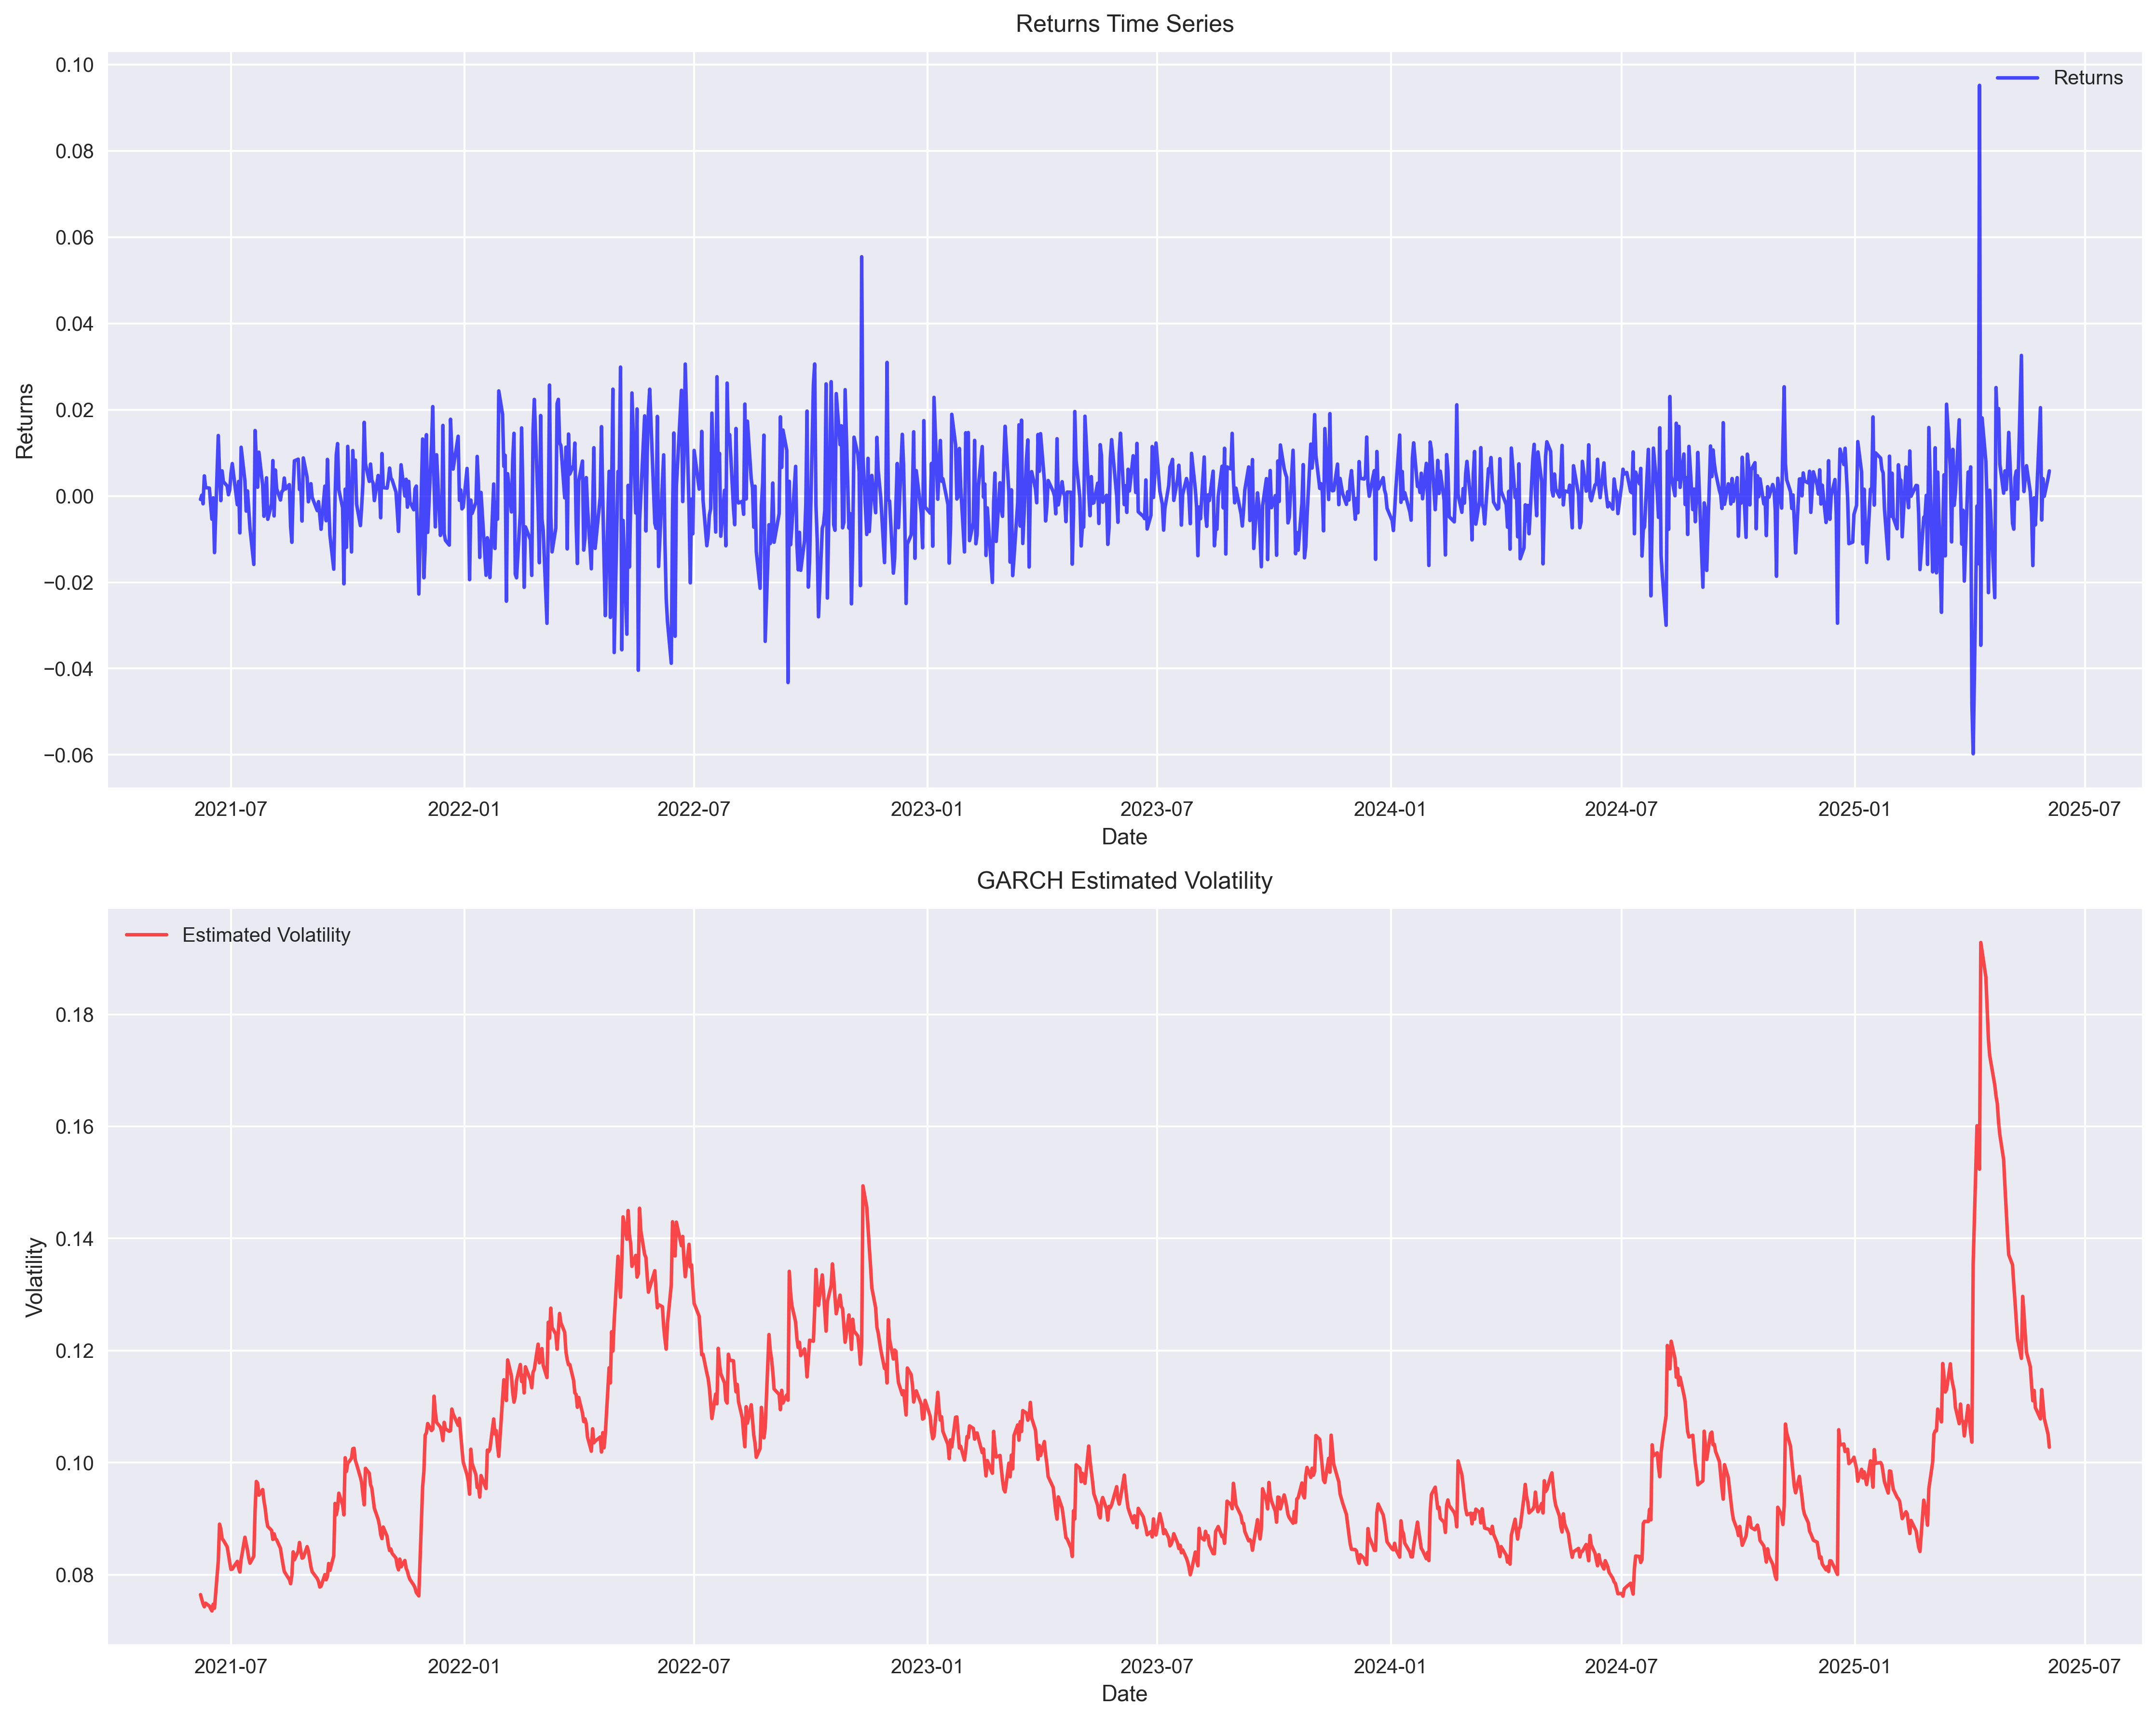 Returns Time Series
Returns
0.10
0.08
0.06
0.04
0.02
0.00
−0.02
−0.04
−0.06
Returns
2021-07 2022-01 2022-07 2023-01 2023-07 2024-01 2024-07 2025-01 2025-07
Date
GARCH Estimated Volatility
Estimated Volatility
0.18
0.16
0.14
0.12
0.10
0.08
Volatility
2021-07 2022-01 2022-07 2023-01 2023-07 2024-01 2024-07 2025-01 2025-07
Date